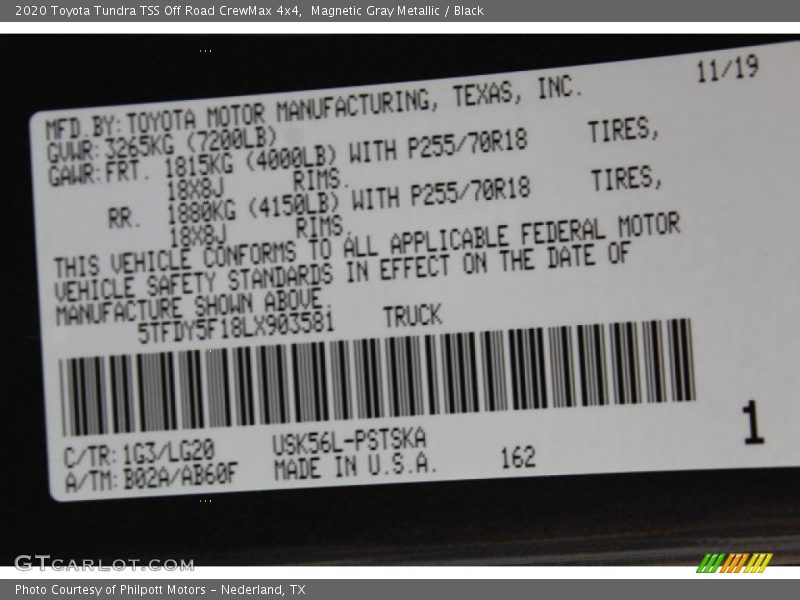 2020 Toyota Tundra TSS Off Road CrewMax 4x4,  Magnetic Gray Metallic / Black
11/19
MFD.BY:TOYOTA MOTOR MANUFACTURING, TEXAS, INC.
GVWR:3265KG (7200LB)
GAWR:FRT. 1815KG (4000LB) WITH P255/70R18 TIRES,
18X8J RIMS.
RR. 1880KG (4150LB) WITH P255/70R18 TIRES,
18X8J RIMS.
THIS VEHICLE CONFORMS TO ALL APPLICABLE FEDERAL MOTOR
VEHICLE SAFETY STANDARDS IN EFFECT ON THE DATE OF
MANUFACTURE SHOWN ABOVE.
5TFDY5F18LX903581 TRUCK
C/TR:1G3/LG20 USK56L-PSTSKA
A/TM:B02A/AB60F MADE IN U.S.A. 162
1
GTCARLOT.COM
Photo Courtesy of Philpott Motors - Nederland, TX